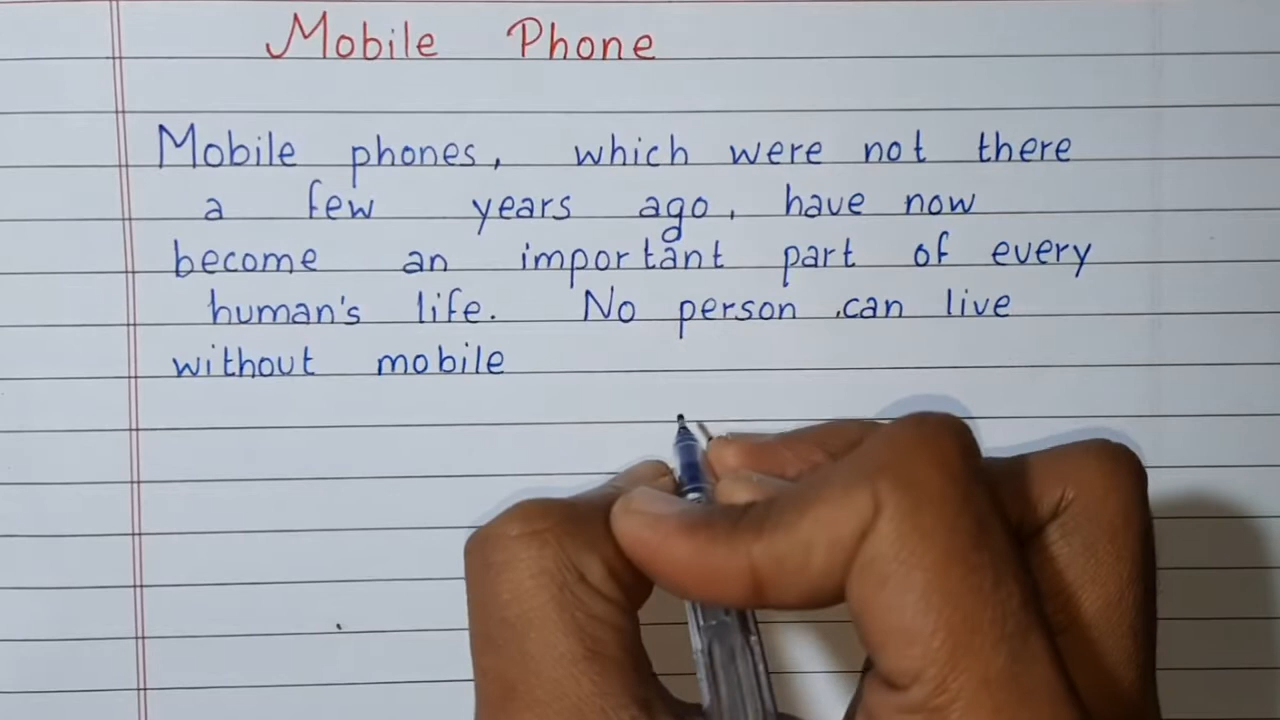 Mobile Phone
Mobile phones, which were not there
a few years ago, have now
become an important part of every
human's life. No person can live
without mobile